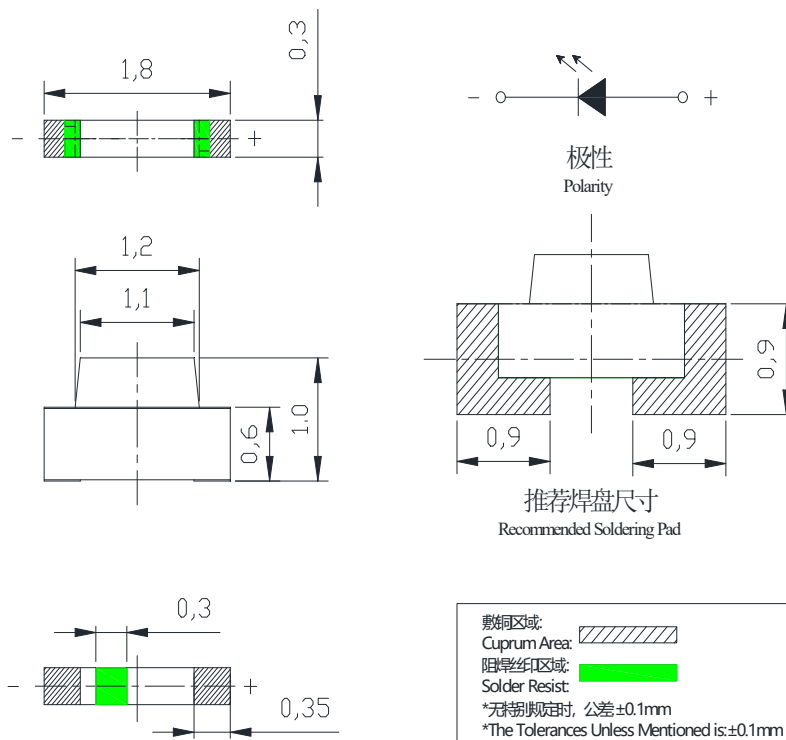 1,8
0,3
- +
- +
极性
Polarity
1,2
1,1
0,6
1.0
0,9
0,9
0,9
推荐焊盘尺寸
Recommended Soldering Pad
0,3
- +
0,35
敷铜区域:
Cuprum Area:
阻焊丝印区域:
Solder Resist:
*无特别规定时，公差±0.1mm
*The Tolerances Unless Mentioned is:±0.1mm